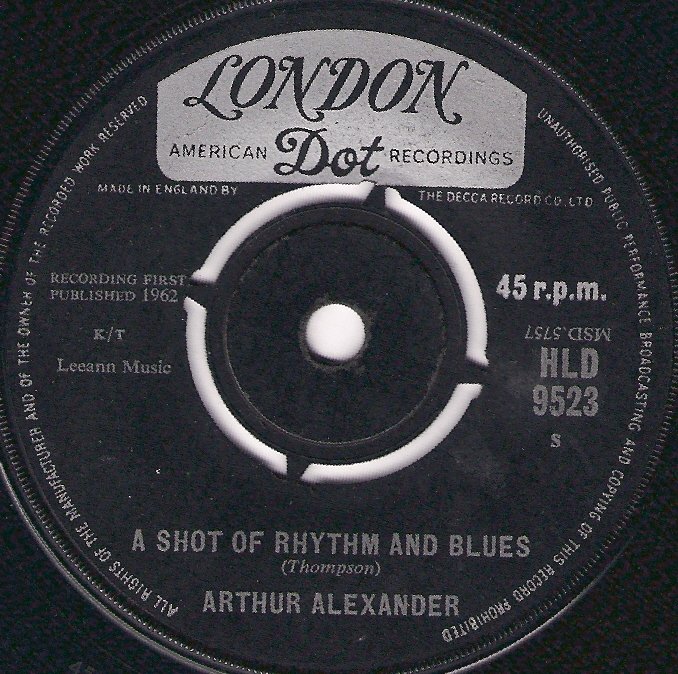 LONDON
AMERICAN Dot RECORDINGS
MADE IN ENGLAND BY THE DECCA RECORD CO. LTD
RECORDING FIRST
PUBLISHED 1962
K/T
Leeann Music
45 r.p.m.
MSD.5757
HLD
9523
S
A SHOT OF RHYTHM AND BLUES
(Thompson)
ARTHUR ALEXANDER
ALL RIGHTS OF THE MANUFACTURER AND OF THE OWNER OF THE RECORDED WORK RESERVED
UNAUTHORISED PUBLIC PERFORMANCE BROADCASTING AND COPYING OF THIS RECORD PROHIBITED